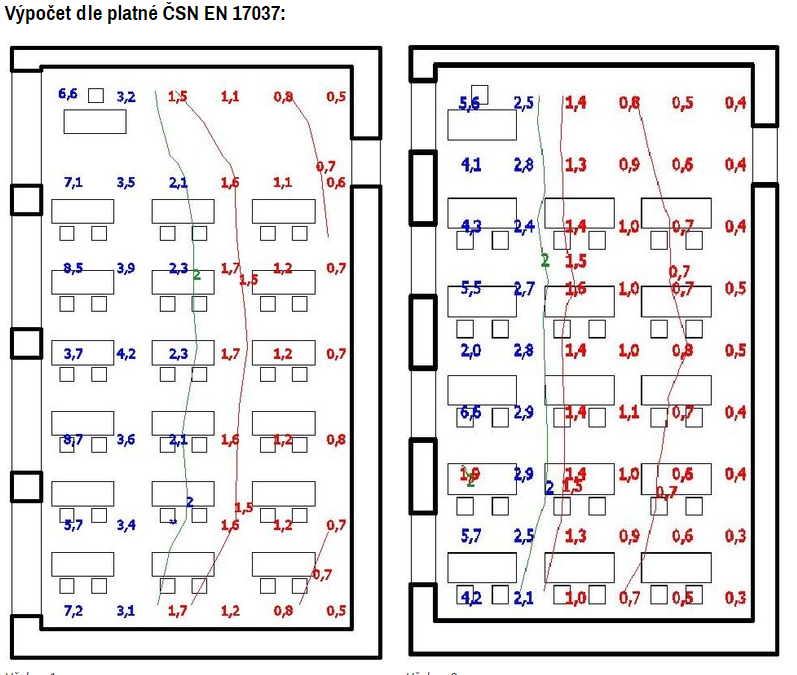 Výpočet dle platné ČSN EN 17037:
6,6 3,2 1,5 1,1 0,8 0,5
0,7
7,1 3,5 2,1 1,6 1,1 0,6
8,5 3,9 2,3 1,7 1,2 0,7
2 1,5
3,7 4,2 2,3 1,7 1,2 0,7
8,7 3,6 2,1 1,6 1,2 0,8
2 1,5
5,7 3,4 1,6 1,2 0,7
0,7
7,2 3,1 1,7 1,2 0,8 0,5
5,6 2,5 1,4 0,8 0,5 0,4
4,1 2,8 1,3 0,9 0,6 0,4
4,3 2,4 1,4 1,0 0,7 0,4
2 1,5 0,7
5,5 2,7 1,6 1,0 0,7 0,5
2,0 2,8 1,4 1,0 0,8 0,5
6,6 2,9 1,4 1,1 0,7 0,4
1,9 2,9 1,4 1,0 0,6 0,4
2 2 1,5 0,7
5,7 2,5 1,3 0,9 0,6 0,3
4,2 2,1 1,0 0,7 0,5 0,3